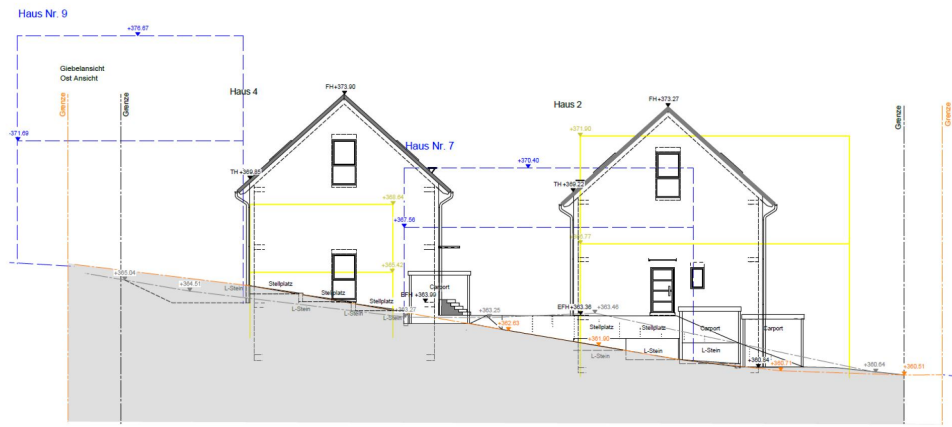 Haus Nr. 9
+376.67
Giebelansicht
Ost Ansicht
Grenze
Grenze
Haus 4
FH +373.90
-371.69
TH +369.85
Haus Nr. 7
+370.40
Haus 2
FH +373.27
+371.90
TH +369.22
Grenze
Grenze
+367.56
+365.04
+364.51
L-Stein
Stellplatz
Stellplatz
Stellplatz
L-Stein
L-Stein
EFH +363.99
Carport
+363.25
+362.63
EFH +363.36
+363.46
Stellplatz
Stellplatz
Carport
Carport
+361.90
L-Stein
L-Stein
L-Stein
+360.64
+360.51